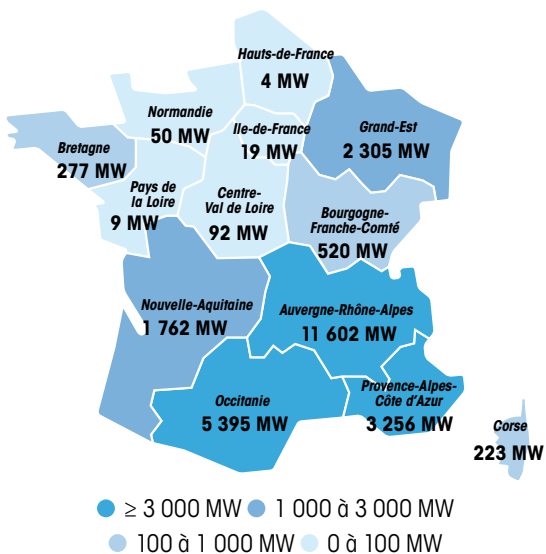 Hauts-de-France
4 MW
Normandie
50 MW
Ile-de-France
19 MW
Grand-Est
2 305 MW
Bretagne
277 MW
Pays de
la Loire
9 MW
Centre-
Val de Loire
92 MW
Bourgogne-
Franche-Comté
520 MW
Nouvelle-Aquitaine
1 762 MW
Auvergne-Rhône-Alpes
11 602 MW
Occitanie
5 395 MW
Provence-Alpes-
Côte d'Azur
3 256 MW
Corse
223 MW
≥ 3 000 MW 1 000 à 3 000 MW
100 à 1 000 MW 0 à 100 MW